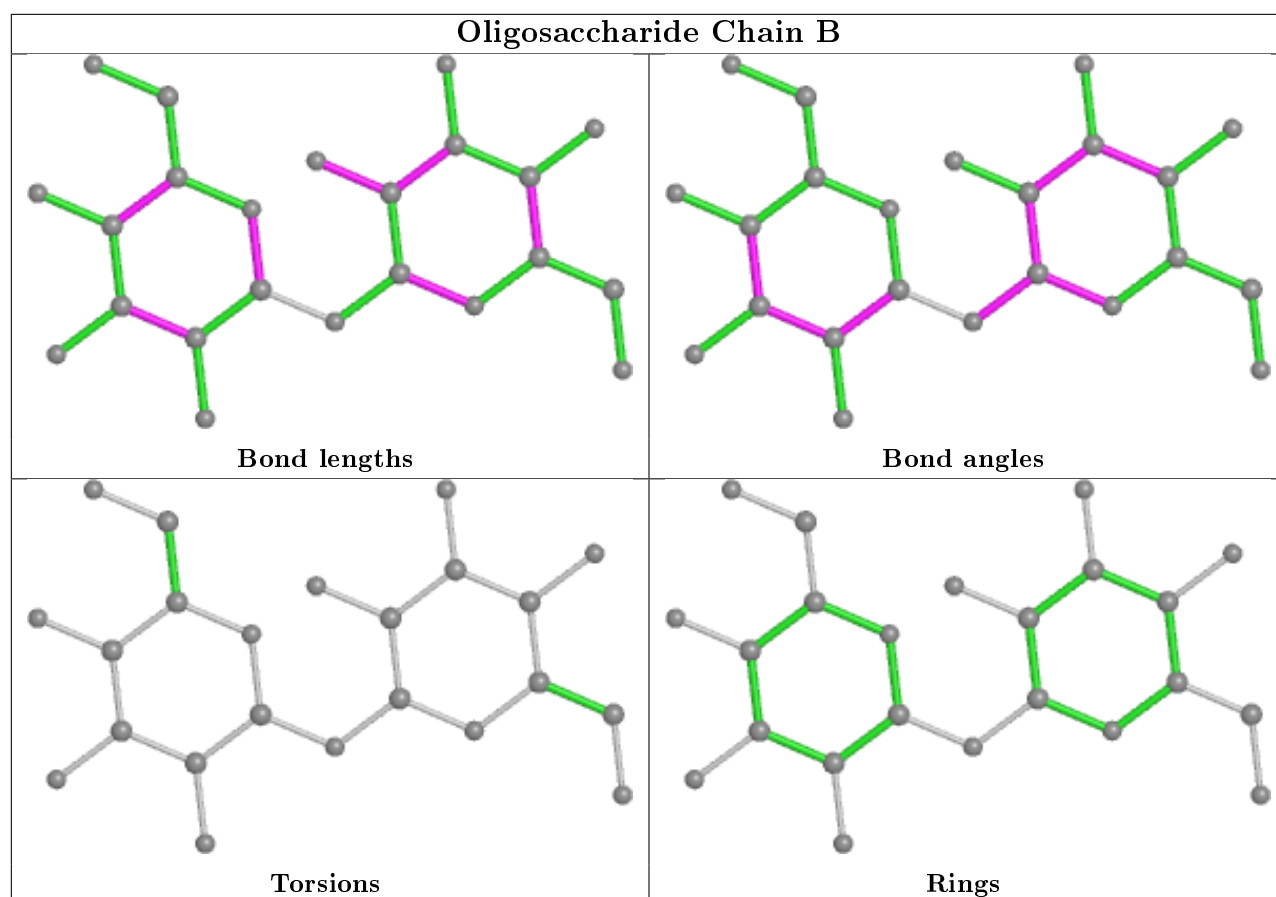 Oligosaccharide Chain B
Bond lengths
Bond angles
Torsions
Rings